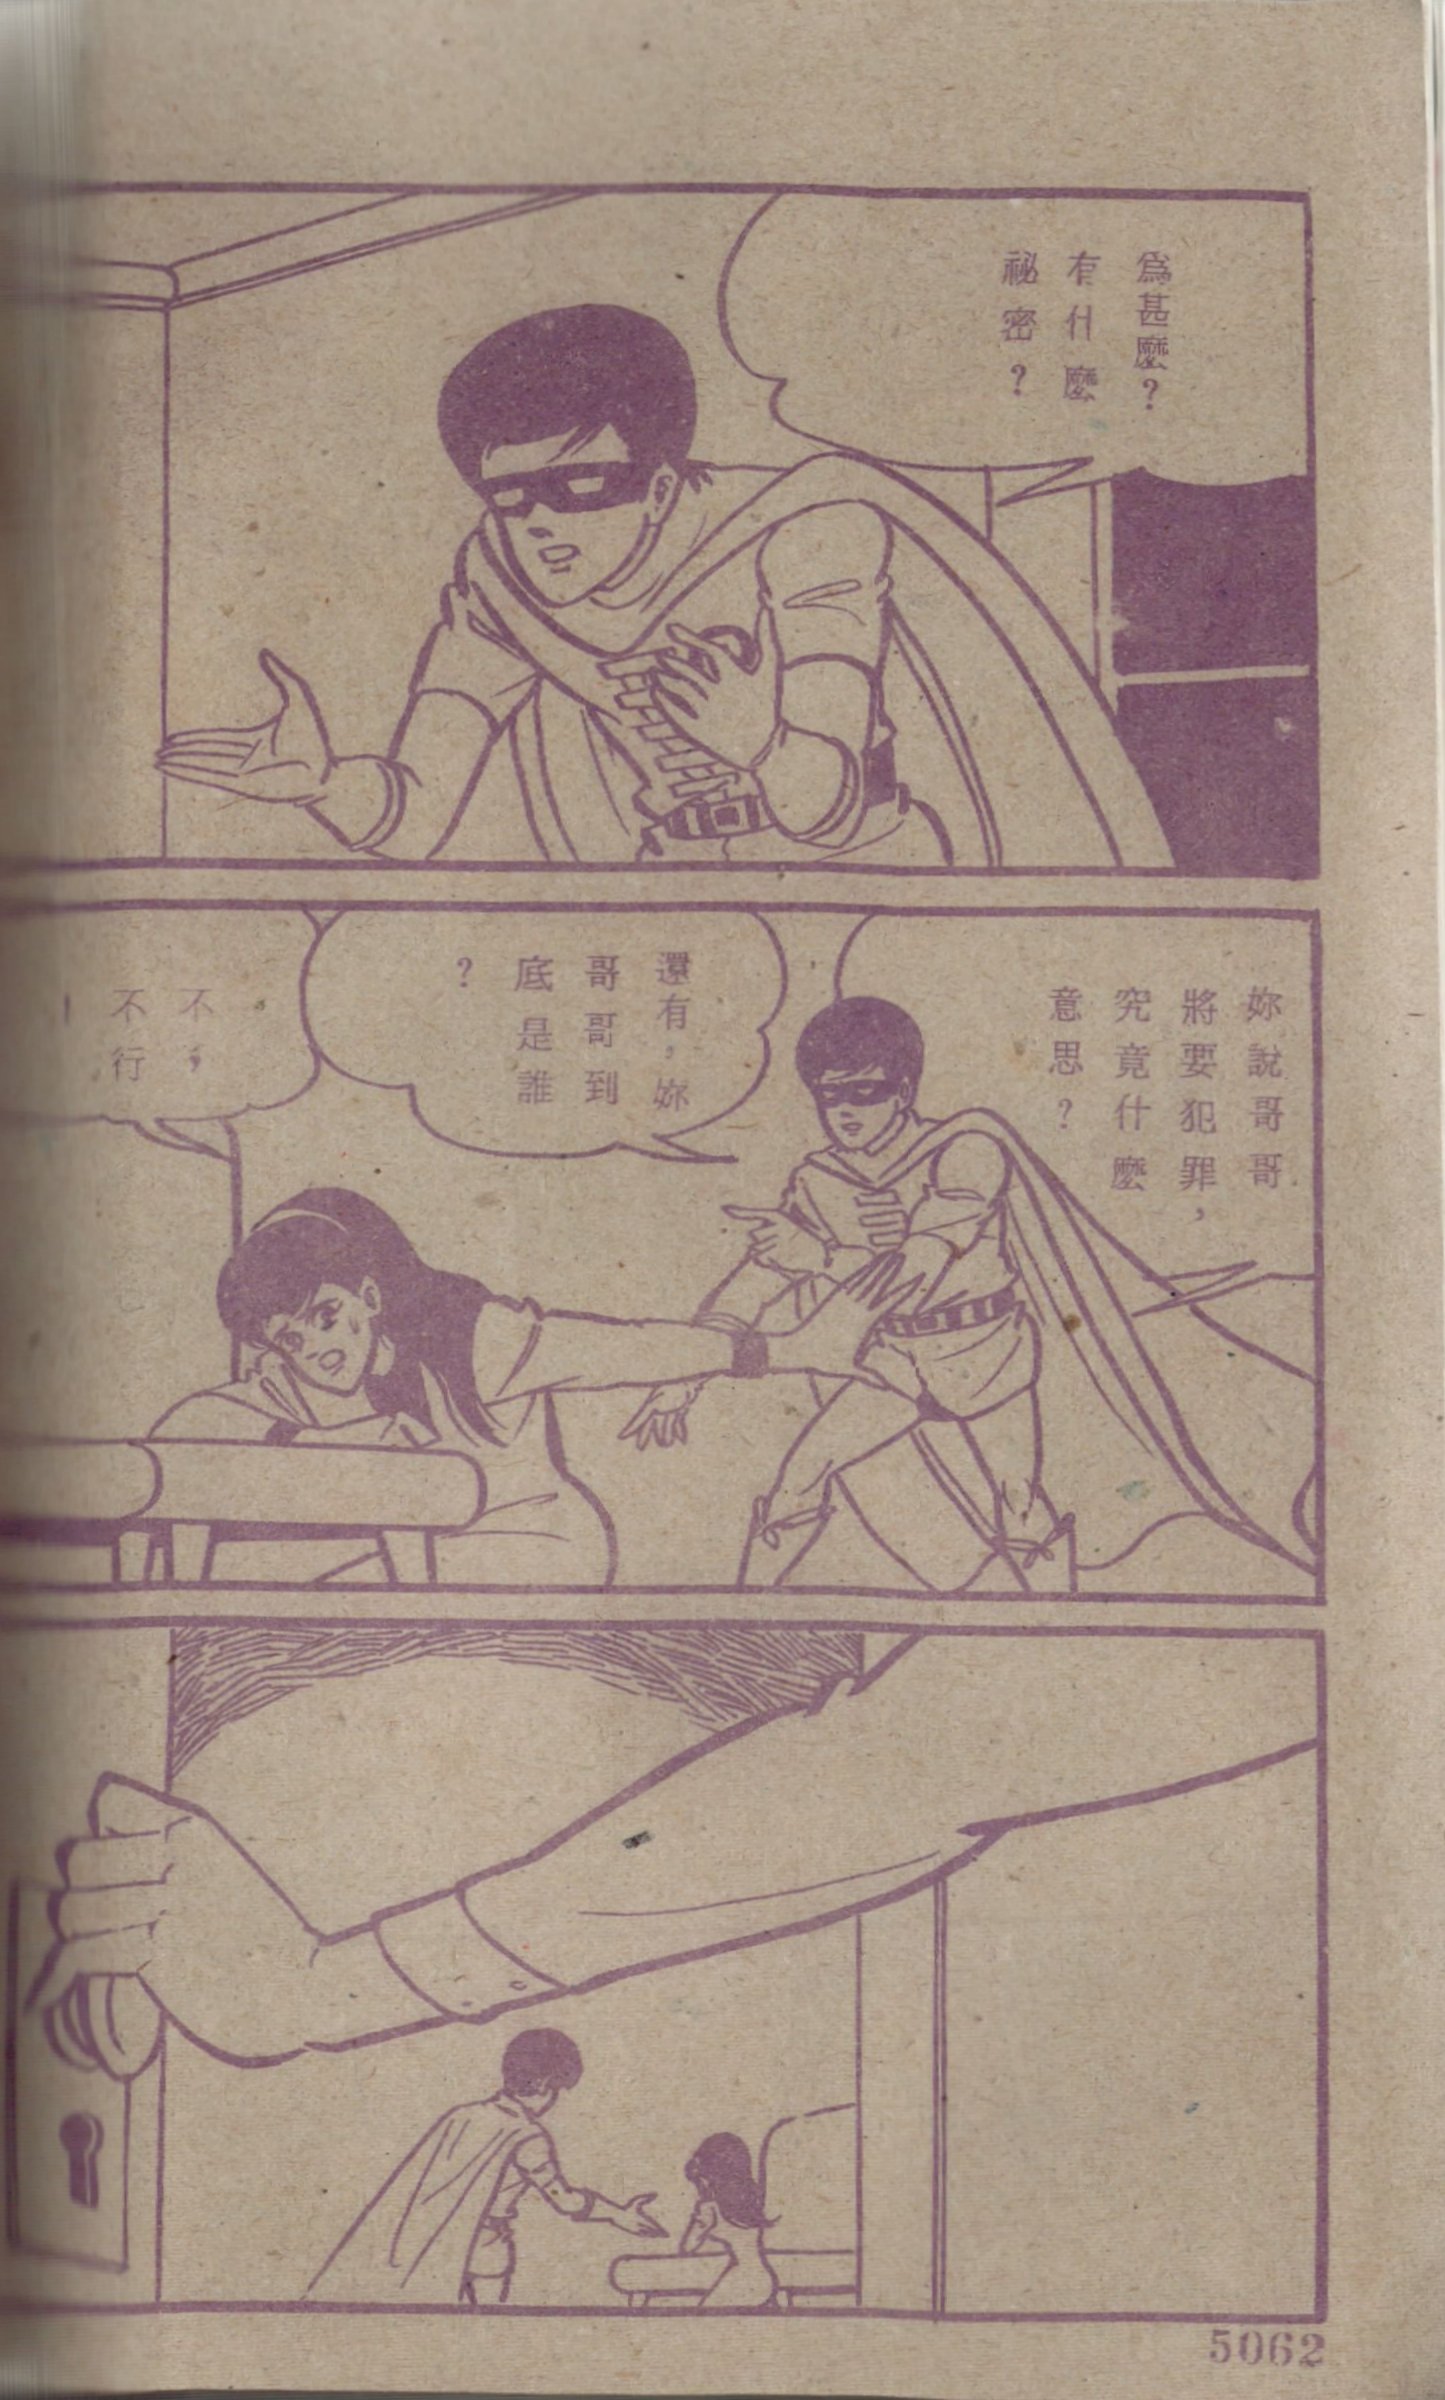 為甚麼？
有什麼
祕密？
妳說哥哥
將要犯罪，
究竟什麼
意思？
還有，妳
哥哥到
底是誰
？
不，
不行
5062